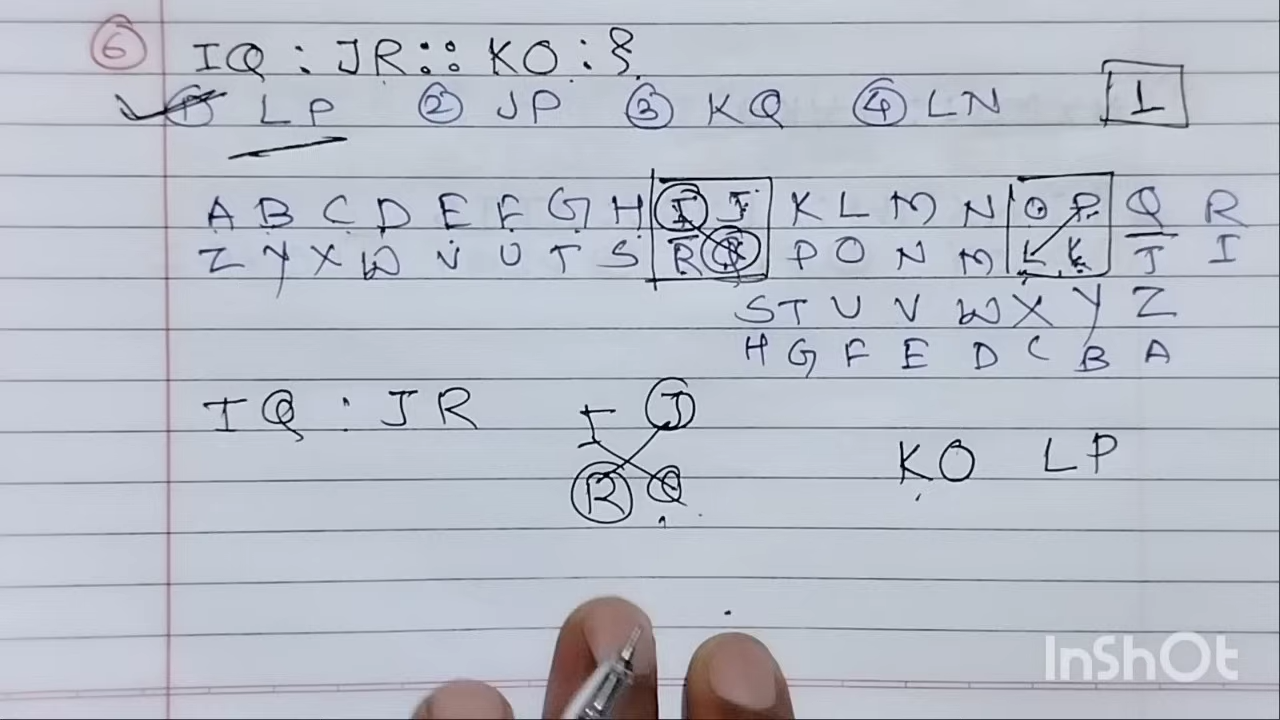 6 IQ : JR :: KO : ?
1 LP 2 JP 3 KQ 4 LN 1
A B C D E F G H I J K L M N O P Q R
Z Y X W V U T S R Q P O N M L K J I
S T U V W X Y Z
H G F E D C B A
IQ : JR I J
R Q
KO LP
InShOt